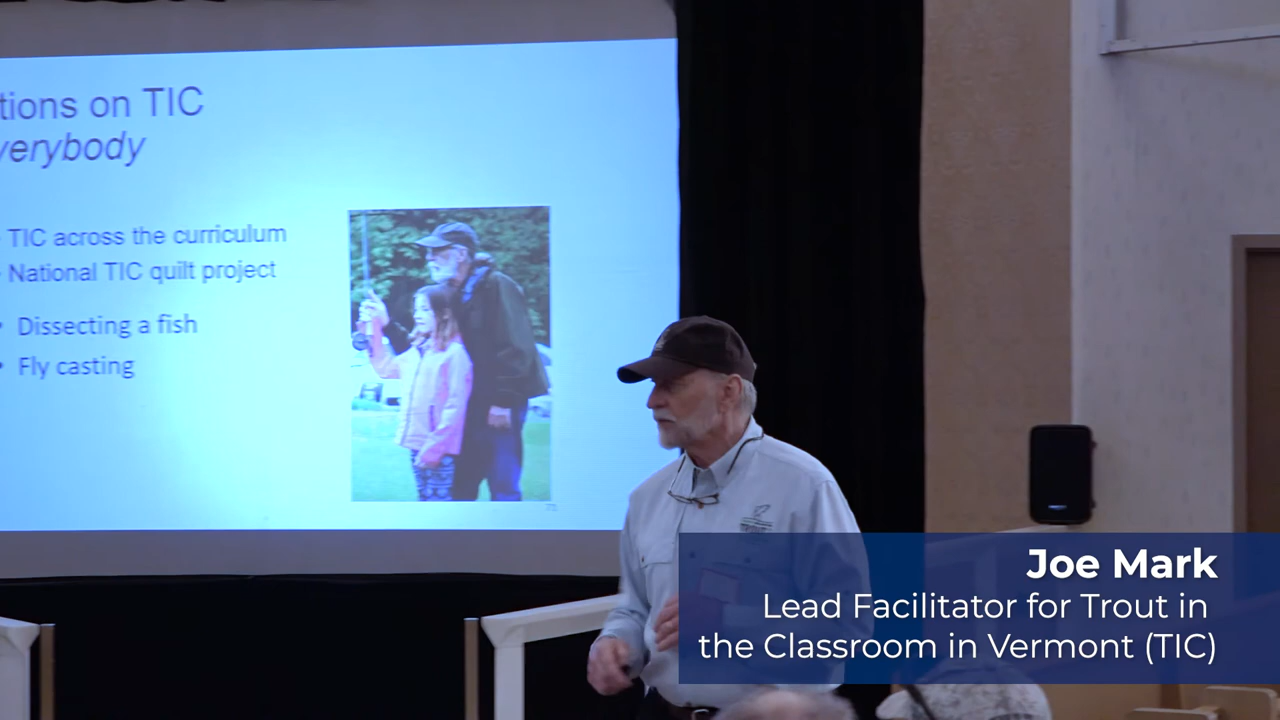 tions on TIC
verybody
TIC across the curriculum
National TIC quilt project
Dissecting a fish
Fly casting
Joe Mark
Lead Facilitator for Trout in
the Classroom in Vermont (TIC)